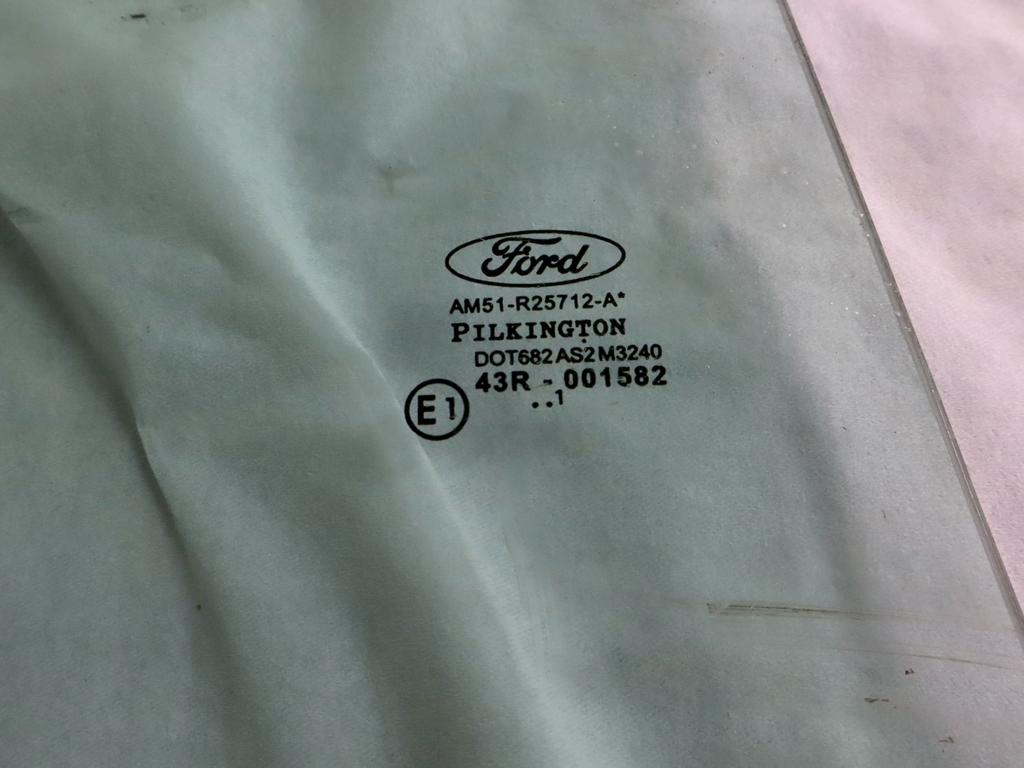 Ford
AM51-R25712-A*
PILKINGTON
DOT682 AS2 M3240
43R - 001582
E1
..1